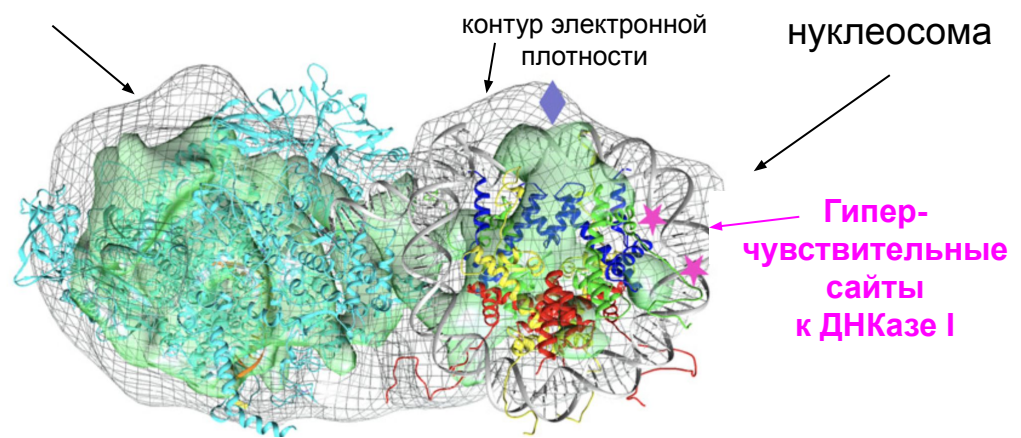 контур электронной
плотности
нуклеосома
Гипер-
чувствительные
сайты
к ДНКазе I